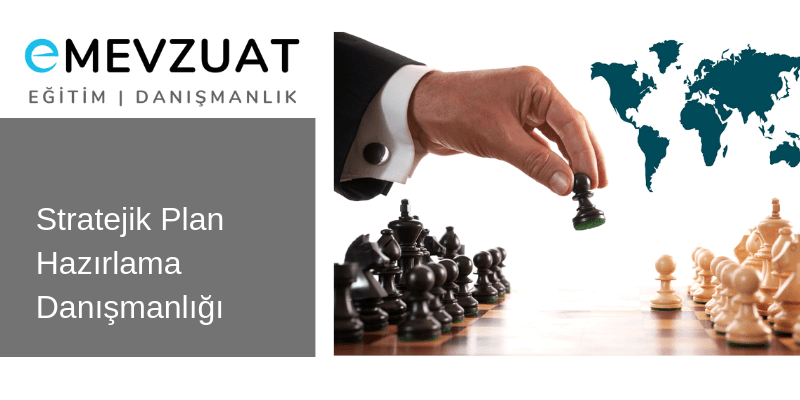 eMEVZUAT
EĞİTİM | DANIŞMANLIK
Stratejik Plan
Hazırlama
Danışmanlığı